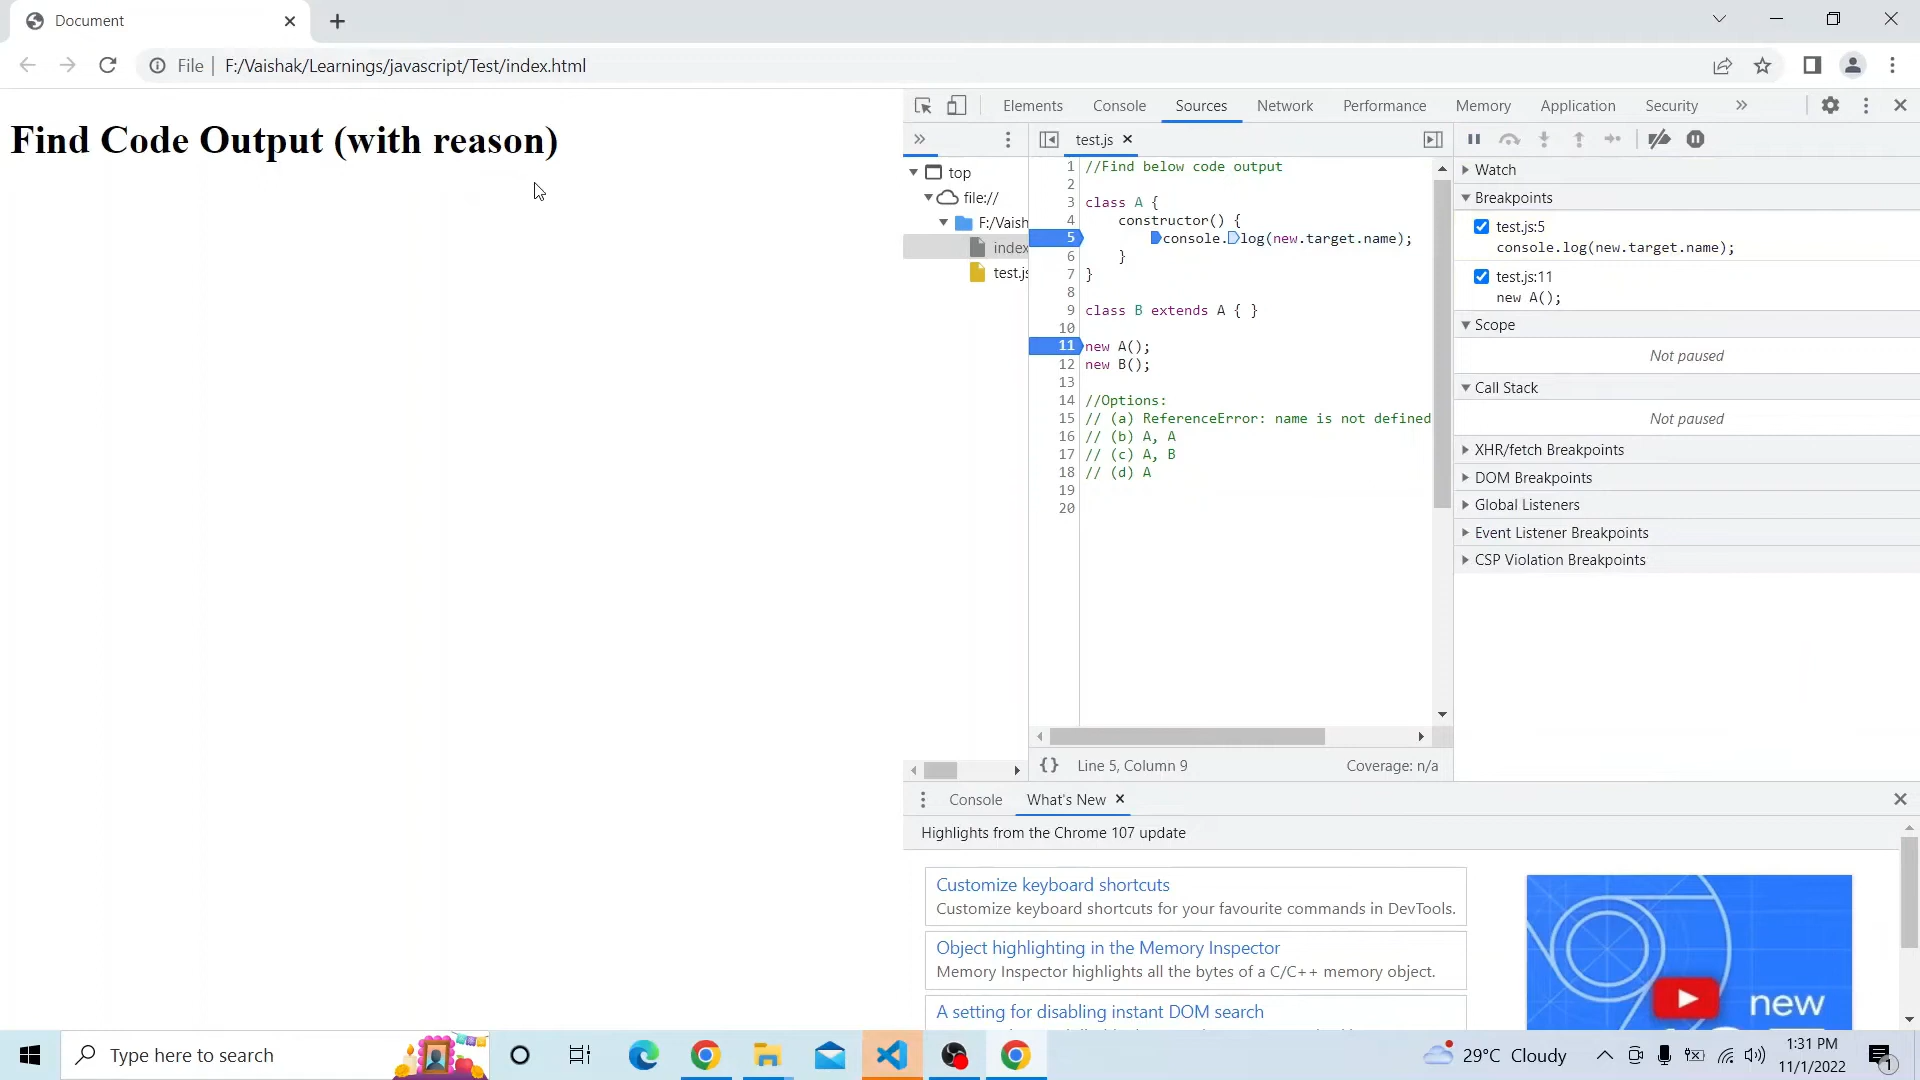 Document
File
F:/Vaishak/Learnings/javascript/Test/index.html
Find Code Output (with reason)
Elements Console Sources Network Performance Memory Application Security
test.js
top
file://
F:/Vaish
index
test.js
1 //Find below code output
2
3 class A {
4 constructor() {
5 console.log(new.target.name);
6 }
7 }
8
9 class B extends A { }
10
11 new A();
12 new B();
13
14 //Options:
15 // (a) ReferenceError: name is not defined
16 // (b) A, A
17 // (c) A, B
18 // (d) A
19
20
{} Line 5, Column 9 Coverage: n/a
Watch
Breakpoints
test.js:5
console.log(new.target.name);
test.js:11
new A();
Scope
Not paused
Call Stack
Not paused
XHR/fetch Breakpoints
DOM Breakpoints
Global Listeners
Event Listener Breakpoints
CSP Violation Breakpoints
Console What's New
Highlights from the Chrome 107 update
Customize keyboard shortcuts
Customize keyboard shortcuts for your favourite commands in DevTools.
Object highlighting in the Memory Inspector
Memory Inspector highlights all the bytes of a C/C++ memory object.
A setting for disabling instant DOM search
new
Type here to search
29°C Cloudy
1:31 PM
11/1/2022
1